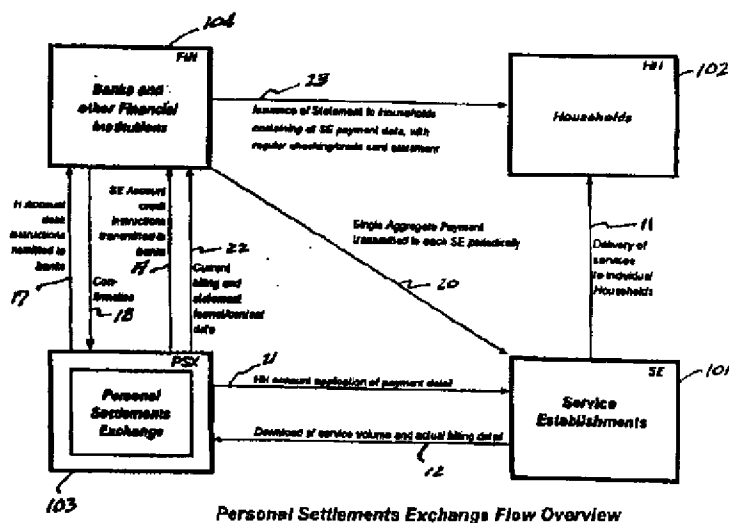 104
FIN
Banks and
other Financial
Institutions
23
Issuance of Statement to Households
containing all SE payment data, with
regular checking/credit card statement
HH
102
Households
H Account
debit
instructions
remitted to
banks
17
18
SE Account
credit
instructions
transmitted to
banks
19
22
Current
billing and
statement
format/content
data
Single Aggregate Payment
transmitted to each SE periodically
20
11
Delivery of
services
to individual
Households
PSX
Personal
Settlements
Exchange
103
21
HH account application of payment detail
Download of service volume and actual billing detail
12
SE
101
Service
Establishments
Personal Settlements Exchange Flow Overview